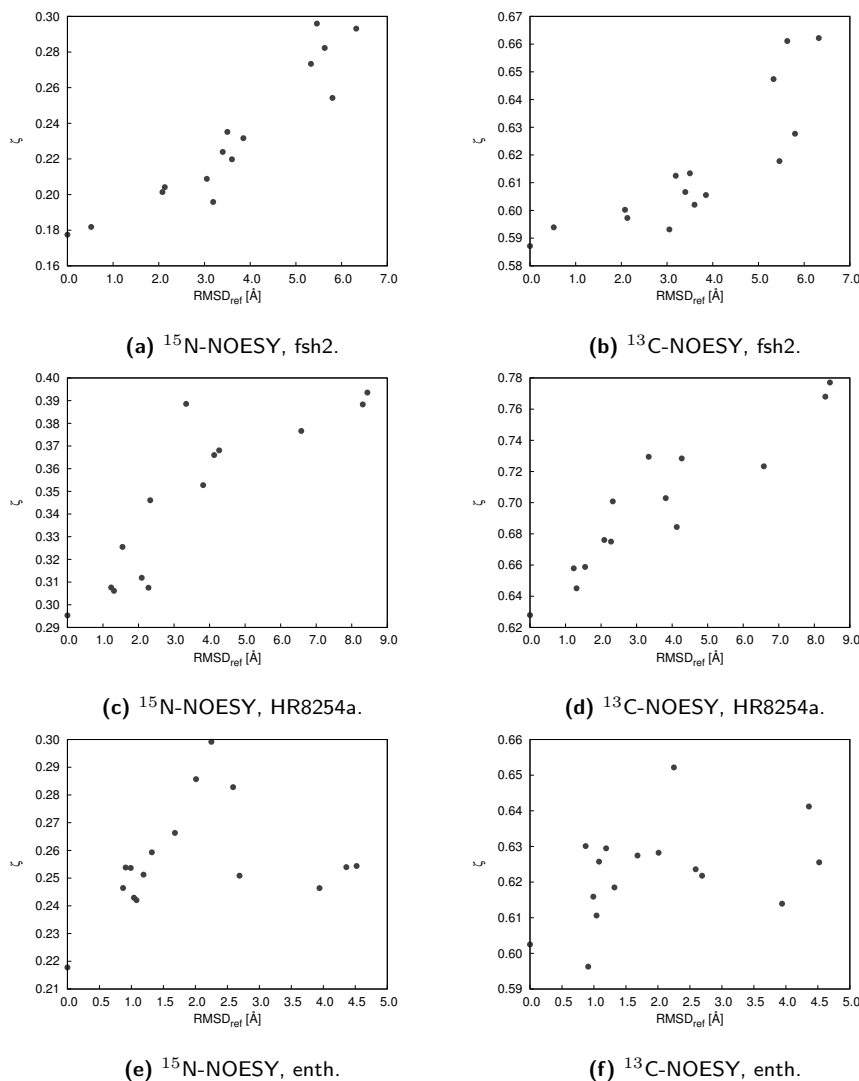 0.30
0.28
0.26
0.24
ζ
0.22
0.20
0.18
0.16
0.0 1.0 2.0 3.0 4.0 5.0 6.0 7.0
RMSDref [Å]
(a) 15N-NOESY, fsh2.
0.67
0.66
0.65
0.63
ζ
0.62
0.60
0.59
0.58
0.0 1.0 2.0 3.0 4.0 5.0 6.0 7.0
RMSDref [Å]
(b) 13C-NOESY, fsh2.
0.40
0.39
0.38
0.36
ζ
0.35
0.34
0.33
0.31
0.30
0.29
0.0 1.0 2.0 3.0 4.0 5.0 6.0 7.0 8.0 9.0
RMSDref [Å]
(c) 15N-NOESY, HR8254a.
0.78
0.76
0.74
0.72
ζ
0.70
0.68
0.66
0.64
0.62
0.0 1.0 2.0 3.0 4.0 5.0 6.0 7.0 8.0 9.0
RMSDref [Å]
(d) 13C-NOESY, HR8254a.
0.30
0.29
0.28
0.27
ζ
0.26
0.25
0.24
0.23
0.22
0.21
0.0 0.5 1.0 1.5 2.0 2.5 3.0 3.5 4.0 4.5 5.0
RMSDref [Å]
(e) 15N-NOESY, enth.
0.66
0.65
0.64
0.63
ζ
0.62
0.61
0.60
0.59
0.0 0.5 1.0 1.5 2.0 2.5 3.0 3.5 4.0 4.5 5.0
RMSDref [Å]
(f) 13C-NOESY, enth.